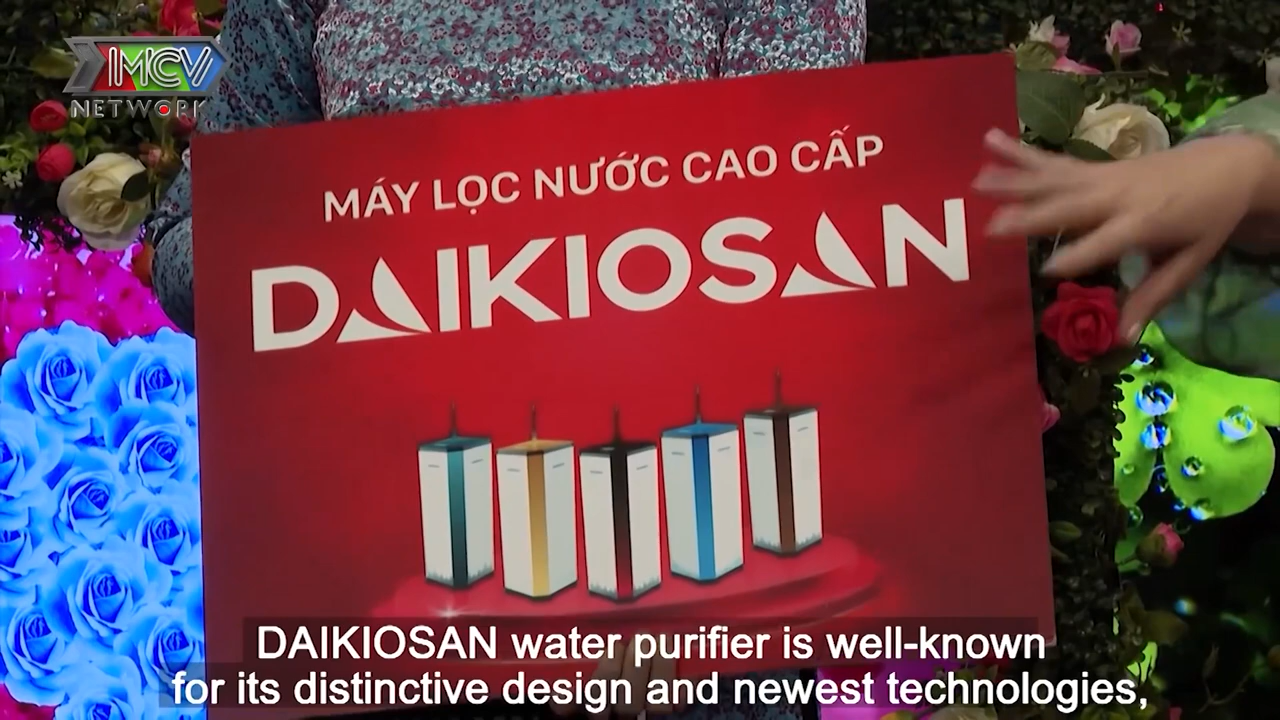 MCV
NETWORK
MÁY LỌC NƯỚC CAO CẤP
DAIKIOSAN
DAIKIOSAN water purifier is well-known
for its distinctive design and newest technologies,